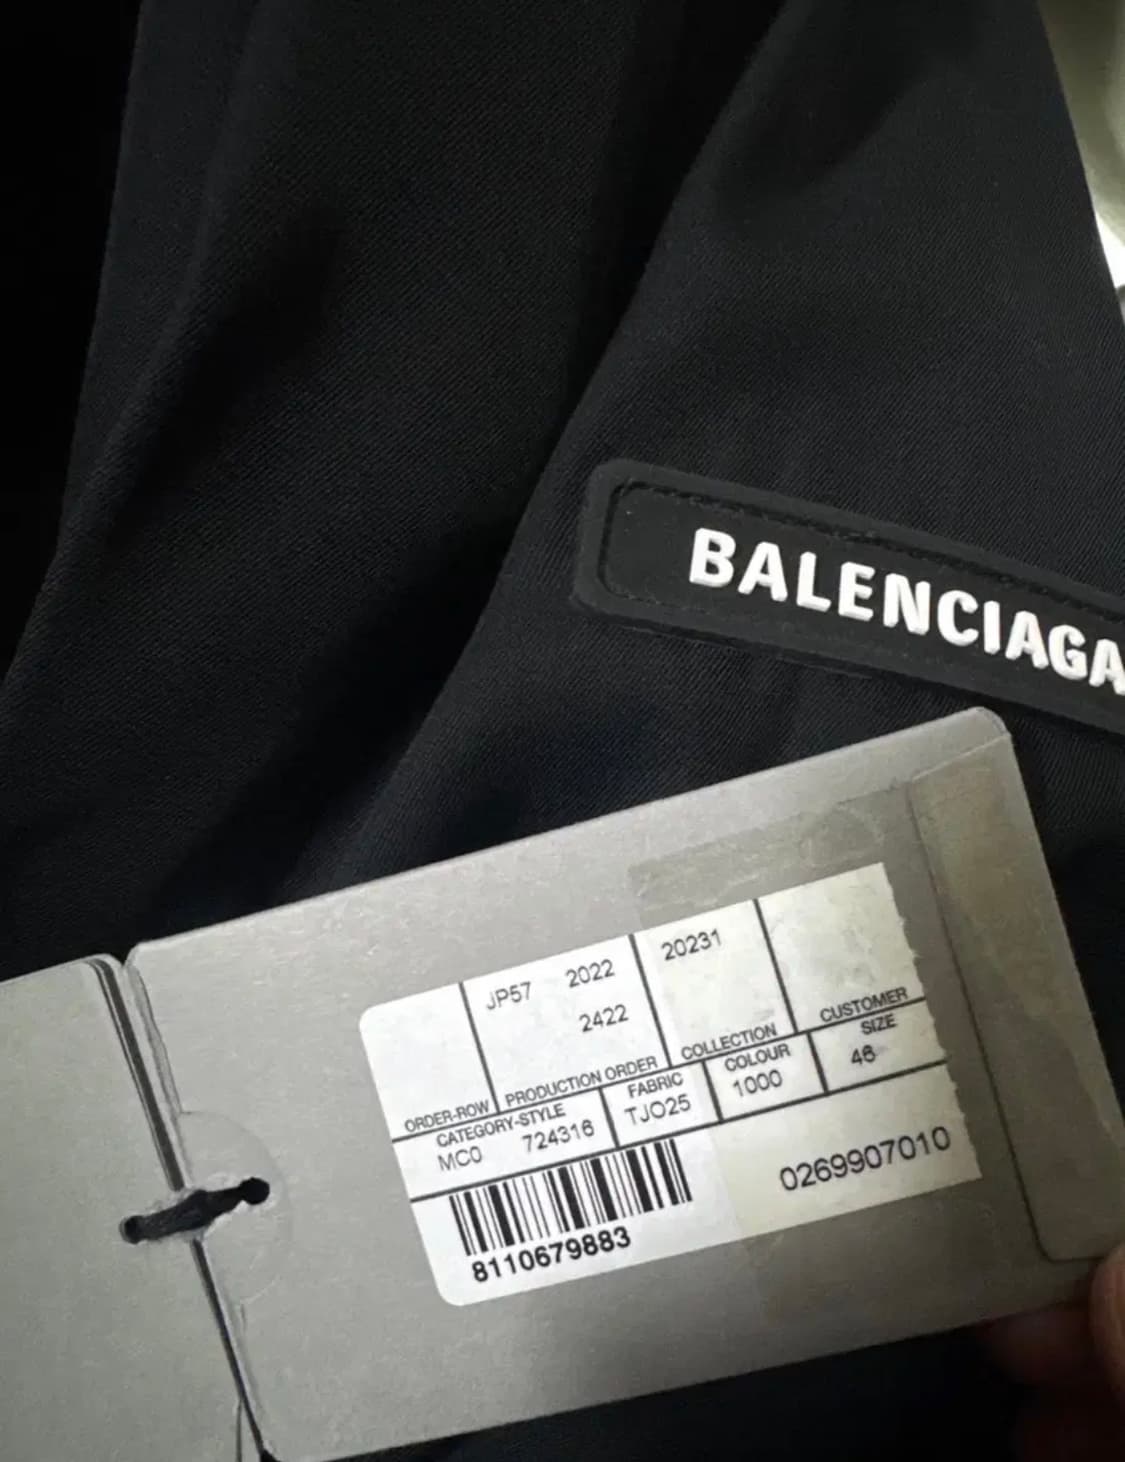 BALENCIAGA
JP57 2022 20231
2422
ORDER-ROW PRODUCTION ORDER COLLECTION CUSTOMER
CATEGORY-STYLE FABRIC COLOUR SIZE
MC0 724316 TJO25 1000 46
8110679883 0269907010